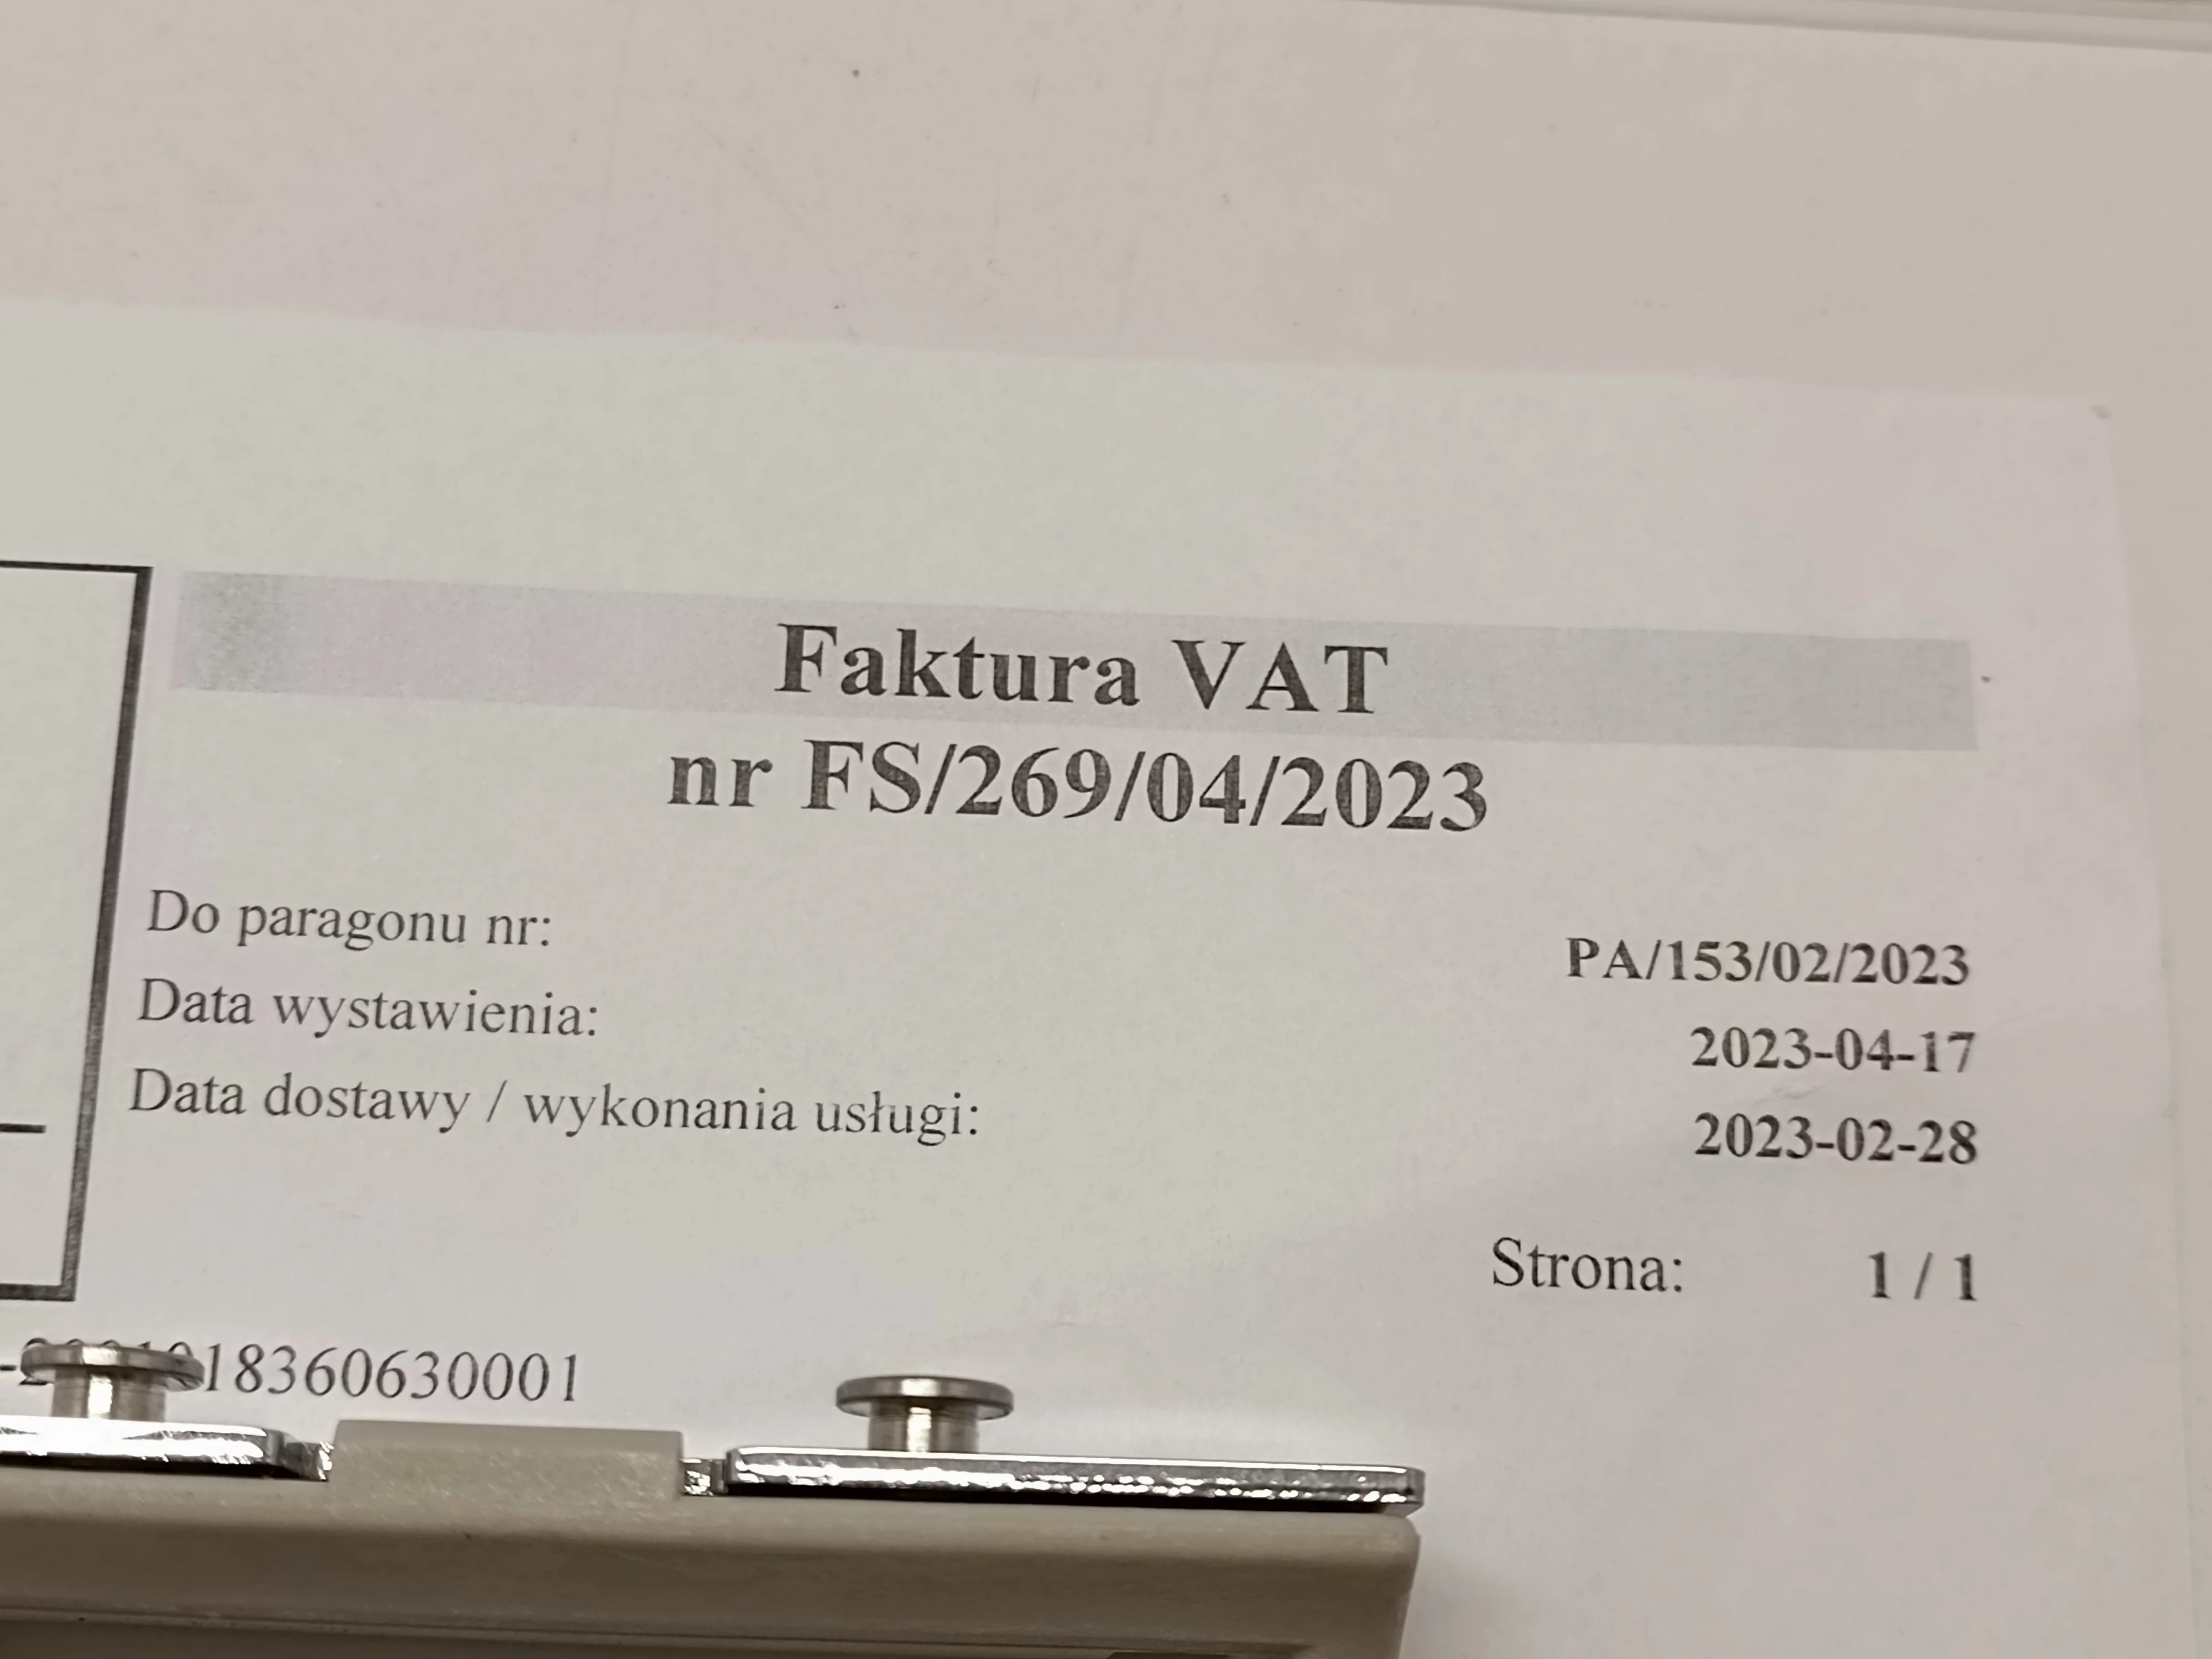 Faktura VAT
nr FS/269/04/2023
Do paragonu nr: PA/153/02/2023
Data wystawienia: 2023-04-17
Data dostawy / wykonania usługi: 2023-02-28
Strona: 1 / 1